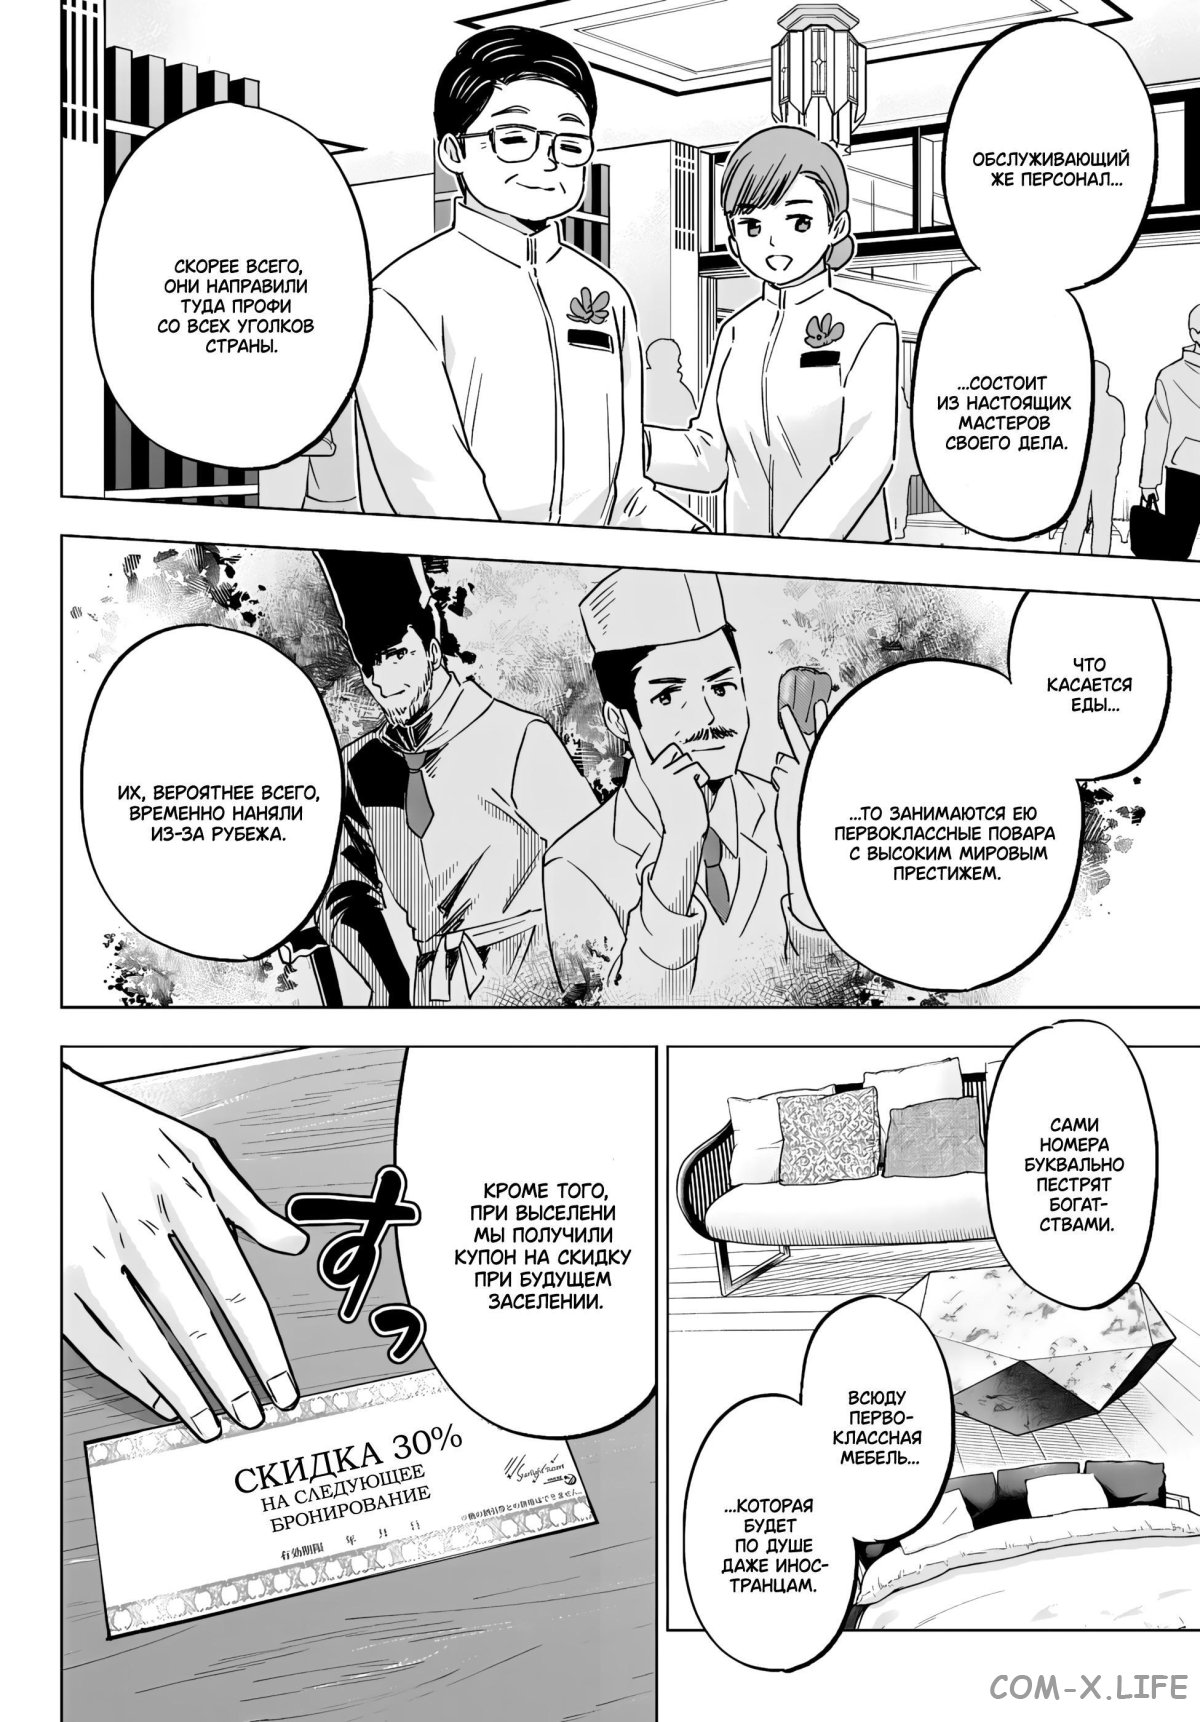 ОБСЛУЖИВАЮЩИЙ
ЖЕ ПЕРСОНАЛ...
...СОСТОИТ
ИЗ НАСТОЯЩИХ
МАСТЕРОВ
СВОЕГО ДЕЛА.
СКОРЕЕ ВСЕГО,
ОНИ НАПРАВИЛИ
ТУДА ПРОФИ
СО ВСЕХ УГОЛКОВ
СТРАНЫ.
ЧТО
КАСАЕТСЯ
ЕДЫ...
...ТО ЗАНИМАЮТСЯ ЕЮ
ПЕРВОКЛАССНЫЕ ПОВАРА
С ВЫСОКИМ МИРОВЫМ
ПРЕСТИЖЕМ.
ИХ, ВЕРОЯТНЕЕ ВСЕГО,
ВРЕМЕННО НАНЯЛИ
ИЗ-ЗА РУБЕЖА.
САМИ
НОМЕРА
БУКВАЛЬНО
ПЕСТРЯТ
БОГАТ-
СТВАМИ.
ВСЮДУ
ПЕРВО-
КЛАССНАЯ
МЕБЕЛЬ...
...КОТОРАЯ
БУДЕТ
ПО ДУШЕ
ДАЖЕ ИНОС-
ТРАНЦАМ.
КРОМЕ ТОГО,
ПРИ ВЫСЕЛЕНИ
МЫ ПОЛУЧИЛИ
КУПОН НА СКИДКУ
ПРИ БУДУЩЕМ
ЗАСЕЛЕНИИ.
すっ
СКИДКА 30%
НА СЛЕДУЮЩЕЕ
БРОНИРОВАНИЕ
有効期限 年 月 日
COM-X.LIFE